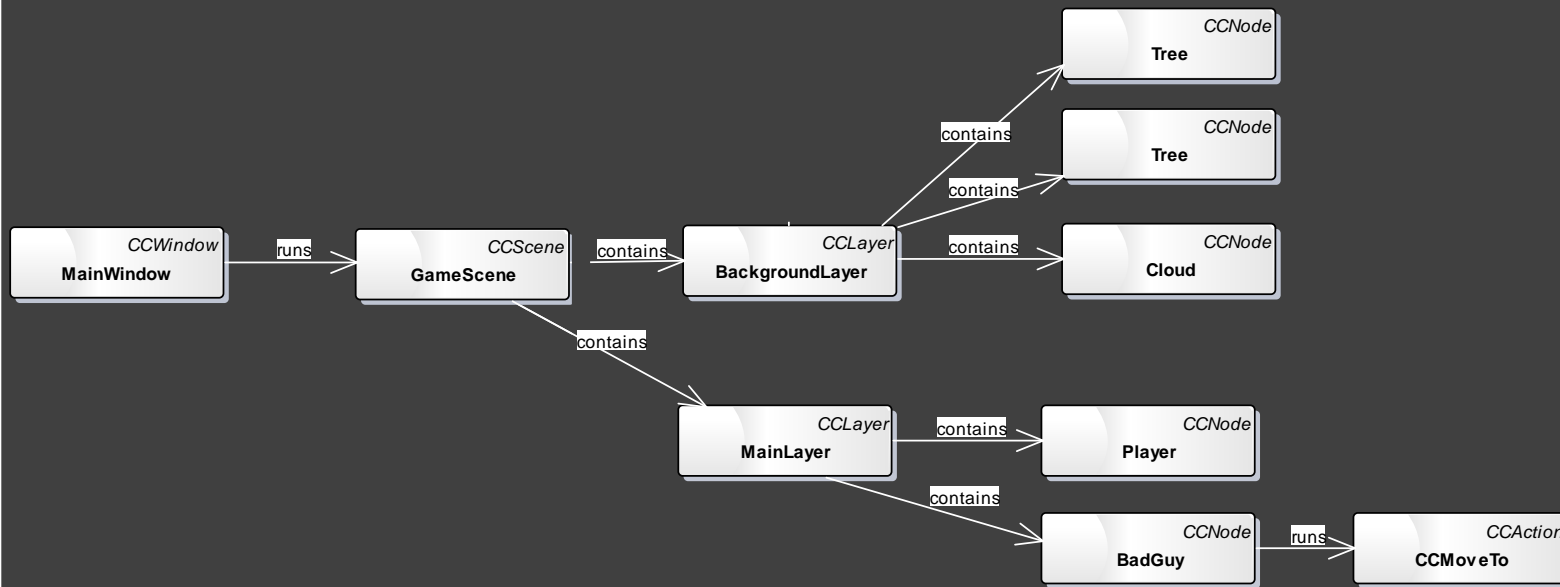 CCNode
Tree
contains
CCNode
Tree
contains
CCWindow
MainWindow
runs
CCScene
GameScene
contains
CCLayer
BackgroundLayer
contains
CCNode
Cloud
contains
CCLayer
MainLayer
contains
CCNode
Player
contains
CCNode
BadGuy
runs
CCAction
CCMoveTo